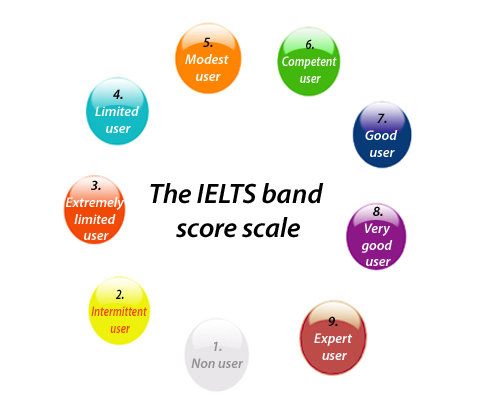 The IELTS band
score scale
1.
Non user
2.
Intermittent
user
3.
Extremely
limited
user
4.
Limited
user
5.
Modest
user
6.
Competent
user
7.
Good
user
8.
Very
good
user
9.
Expert
user